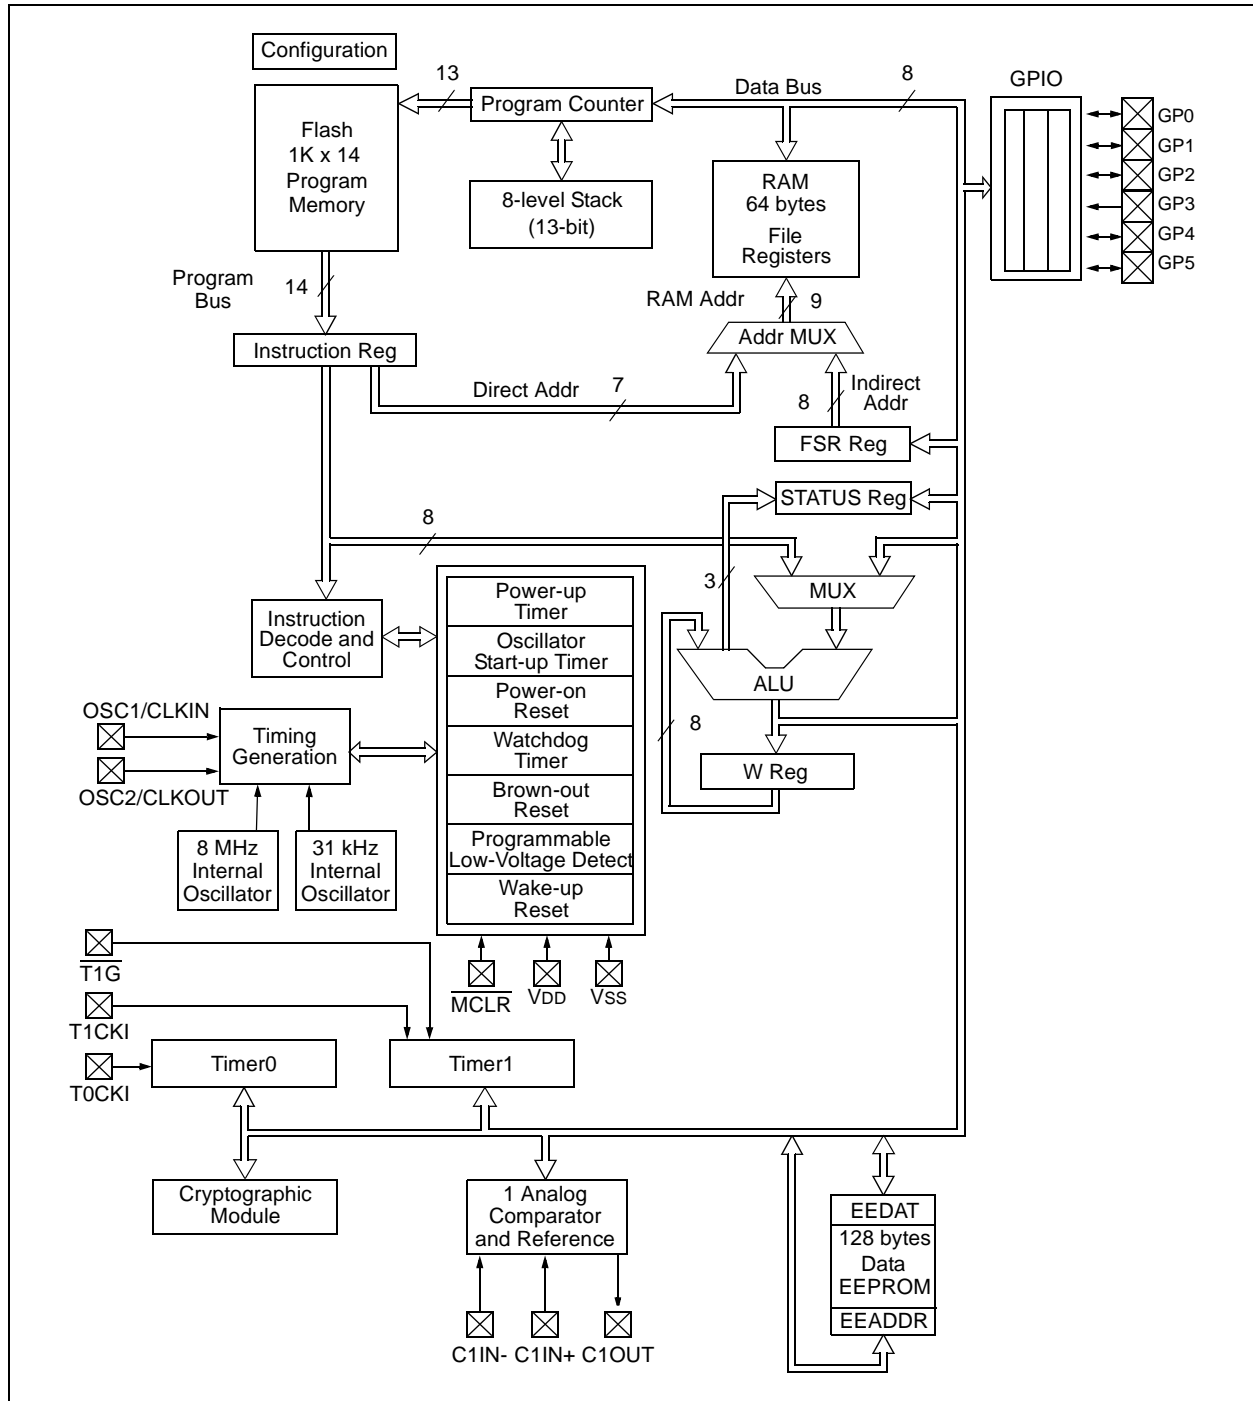 Configuration
13
Data Bus
8
GPIO
Flash
1K x 14
Program
Memory
Program Counter
8-level Stack
(13-bit)
RAM
64 bytes
File
Registers
GP0
GP1
GP2
GP3
GP4
GP5
Program
Bus
14
RAM Addr
9
Addr MUX
Instruction Reg
Direct Addr
7
8
Indirect
Addr
FSR Reg
STATUS Reg
8
3
MUX
Instruction
Decode and
Control
Power-up
Timer
Oscillator
Start-up Timer
Power-on
Reset
Watchdog
Timer
Brown-out
Reset
Programmable
Low-Voltage Detect
Wake-up
Reset
ALU
8
W Reg
OSC1/CLKIN
Timing
Generation
OSC2/CLKOUT
8 MHz
Internal
Oscillator
31 kHz
Internal
Oscillator
T1G
MCLR
VDD
VSS
T1CKI
T0CKI
Timer0
Timer1
Cryptographic
Module
1 Analog
Comparator
and Reference
EEDAT
128 bytes
Data
EEPROM
EEADDR
C1IN-
C1IN+
C1OUT